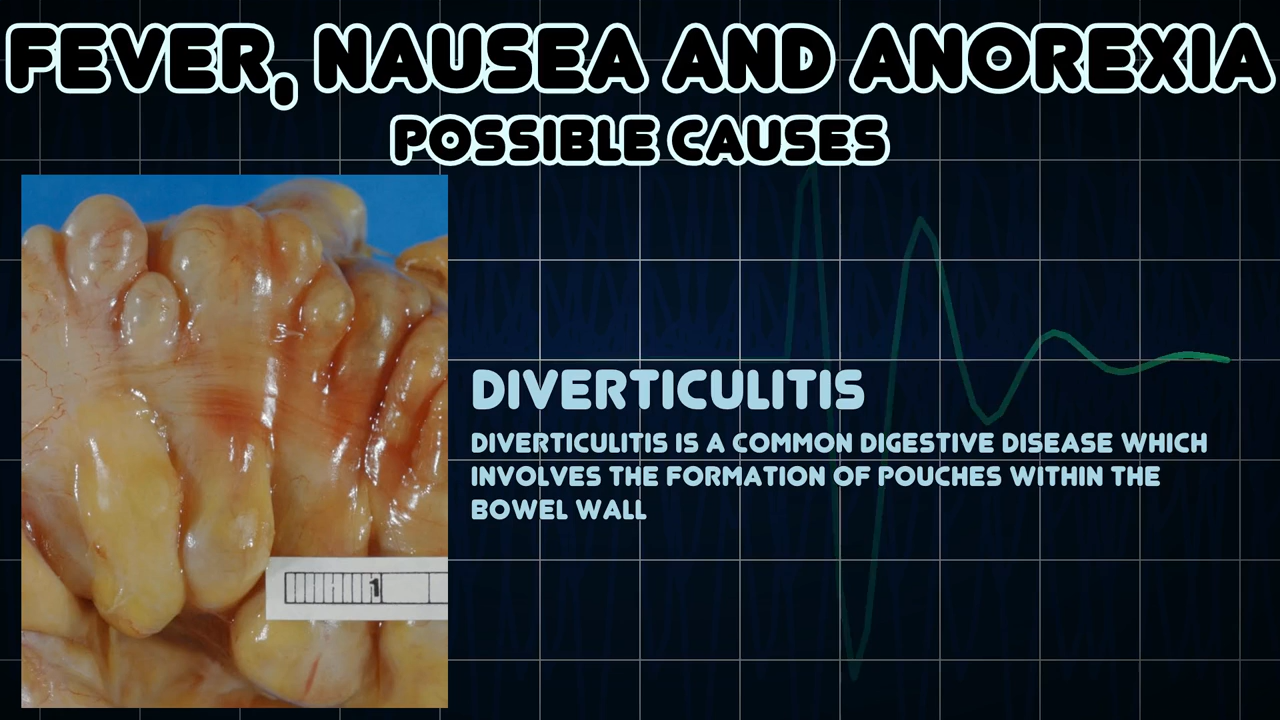 FEVER, NAUSEA AND ANOREXIA
POSSIBLE CAUSES
DIVERTICULITIS
DIVERTICULITIS IS A COMMON DIGESTIVE DISEASE WHICH
INVOLVES THE FORMATION OF POUCHES WITHIN THE
BOWEL WALL
1